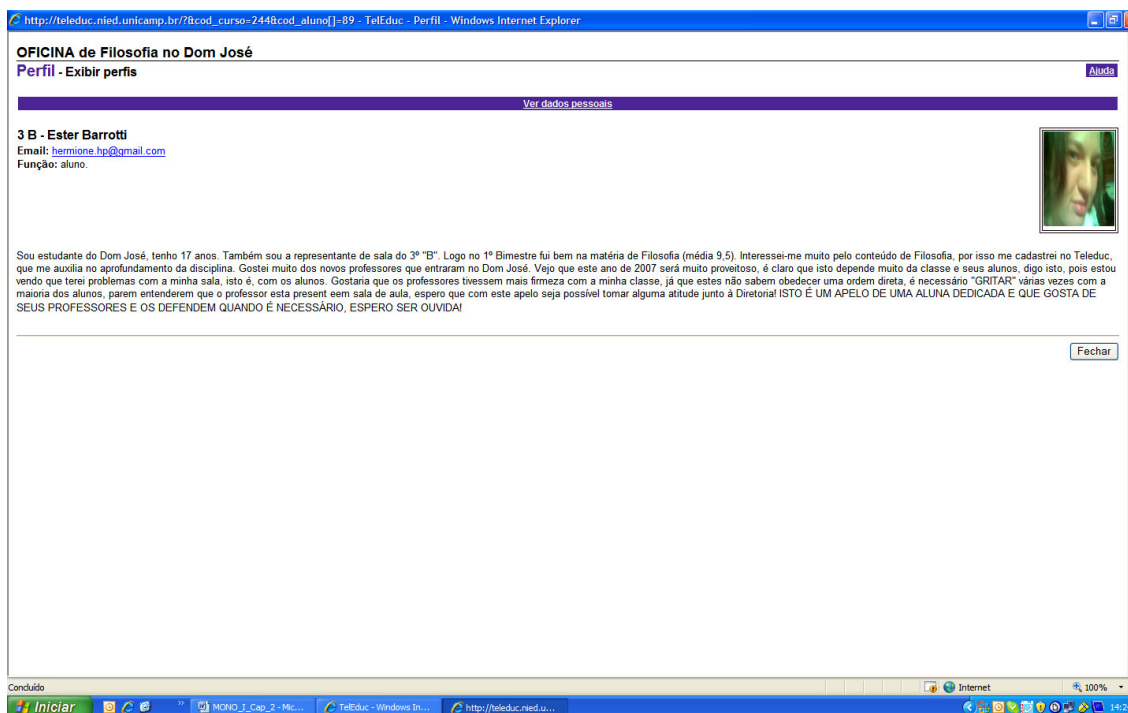 http://teleduc.nied.unicamp.br/?&cod_curso=244&cod_aluno[]=89 - TelEduc - Perfil - Windows Internet Explorer
OFICINA de Filosofia no Dom José
Perfil - Exibir perfis
Ajuda
Ver dados pessoais
3 B - Ester Barrotti
Email: hermione.hp@gmail.com
Função: aluno.
Sou estudante do Dom José, tenho 17 anos. Também sou a representante de sala do 3º "B". Logo no 1º Bimestre fui bem na matéria de Filosofia (média 9,5). Interessei-me muito pelo conteúdo de Filosofia, por isso me cadastrei no Teleduc,
que me auxilia no aprofundamento da disciplina. Gostei muito dos novos professores que entraram no Dom José. Vejo que este ano de 2007 será muito proveitoso, é claro que isto depende muito da classe e seus alunos, digo isto, pois estou
vendo que terei problemas com a minha sala, isto é, com os alunos. Gostaria que os professores tivessem mais firmeza com a minha classe, já que estes não sabem obedecer uma ordem direta, é necessário "GRITAR" várias vezes com a
maioria dos alunos, parem entenderem que o professor esta present eem sala de aula, espero que com este apelo seja possível tomar alguma atitude junto à Diretoria! ISTO É UM APELO DE UMA ALUNA DEDICADA E QUE GOSTA DE
SEUS PROFESSORES E OS DEFENDEM QUANDO É NECESSÁRIO, ESPERO SER OUVIDA!
Fechar
Concluído
Internet
100%
Iniciar
MONO_I_Cap_2 - Mic...
TelEduc - Windows In...
http://teleduc.nied.u...